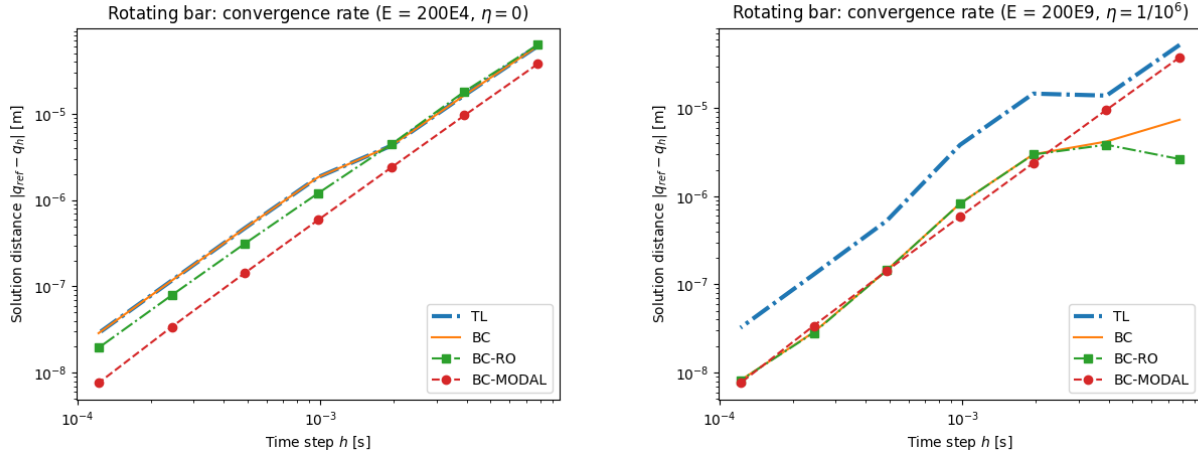 Rotating bar: convergence rate (E = 200E4, η = 0)
Solution distance |q_ref − q_h| [m]
10⁻⁵
10⁻⁶
10⁻⁷
10⁻⁸
TL
BC
BC-RO
BC-MODAL
10⁻⁴
10⁻³
Time step h [s]
Rotating bar: convergence rate (E = 200E9, η = 1/10⁶)
Solution distance |q_ref − q_h| [m]
10⁻⁵
10⁻⁶
10⁻⁷
10⁻⁸
TL
BC
BC-RO
BC-MODAL
10⁻⁴
10⁻³
Time step h [s]